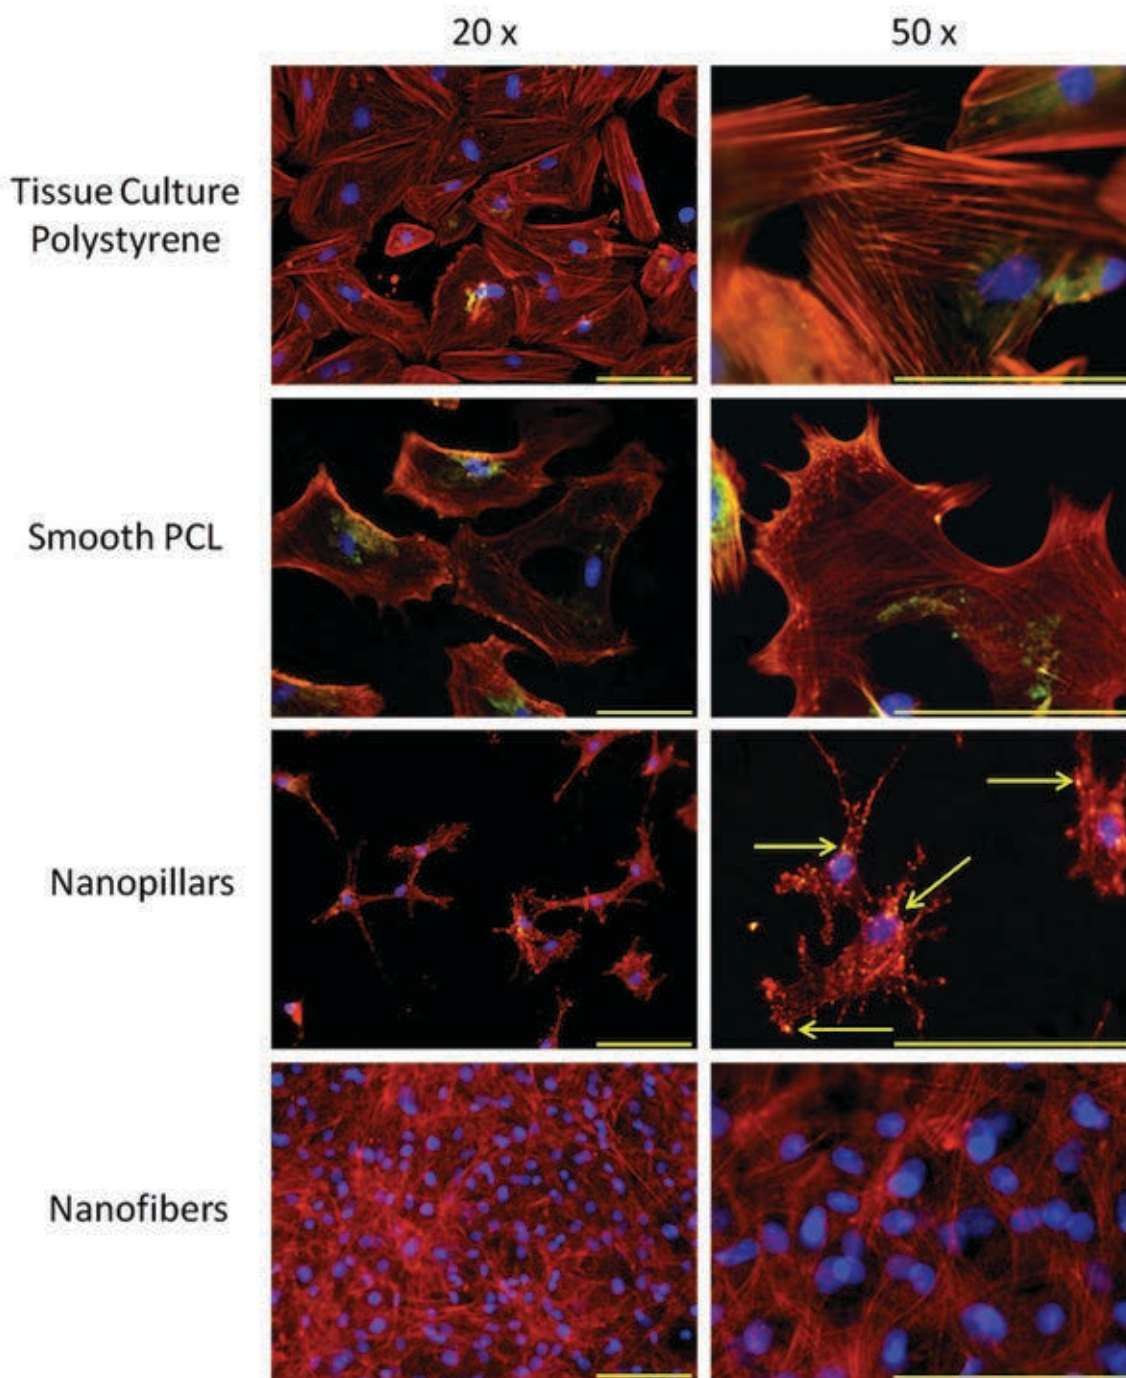 20 x
50 x
Tissue Culture
Polystyrene
Smooth PCL
Nanopillars
Nanofibers